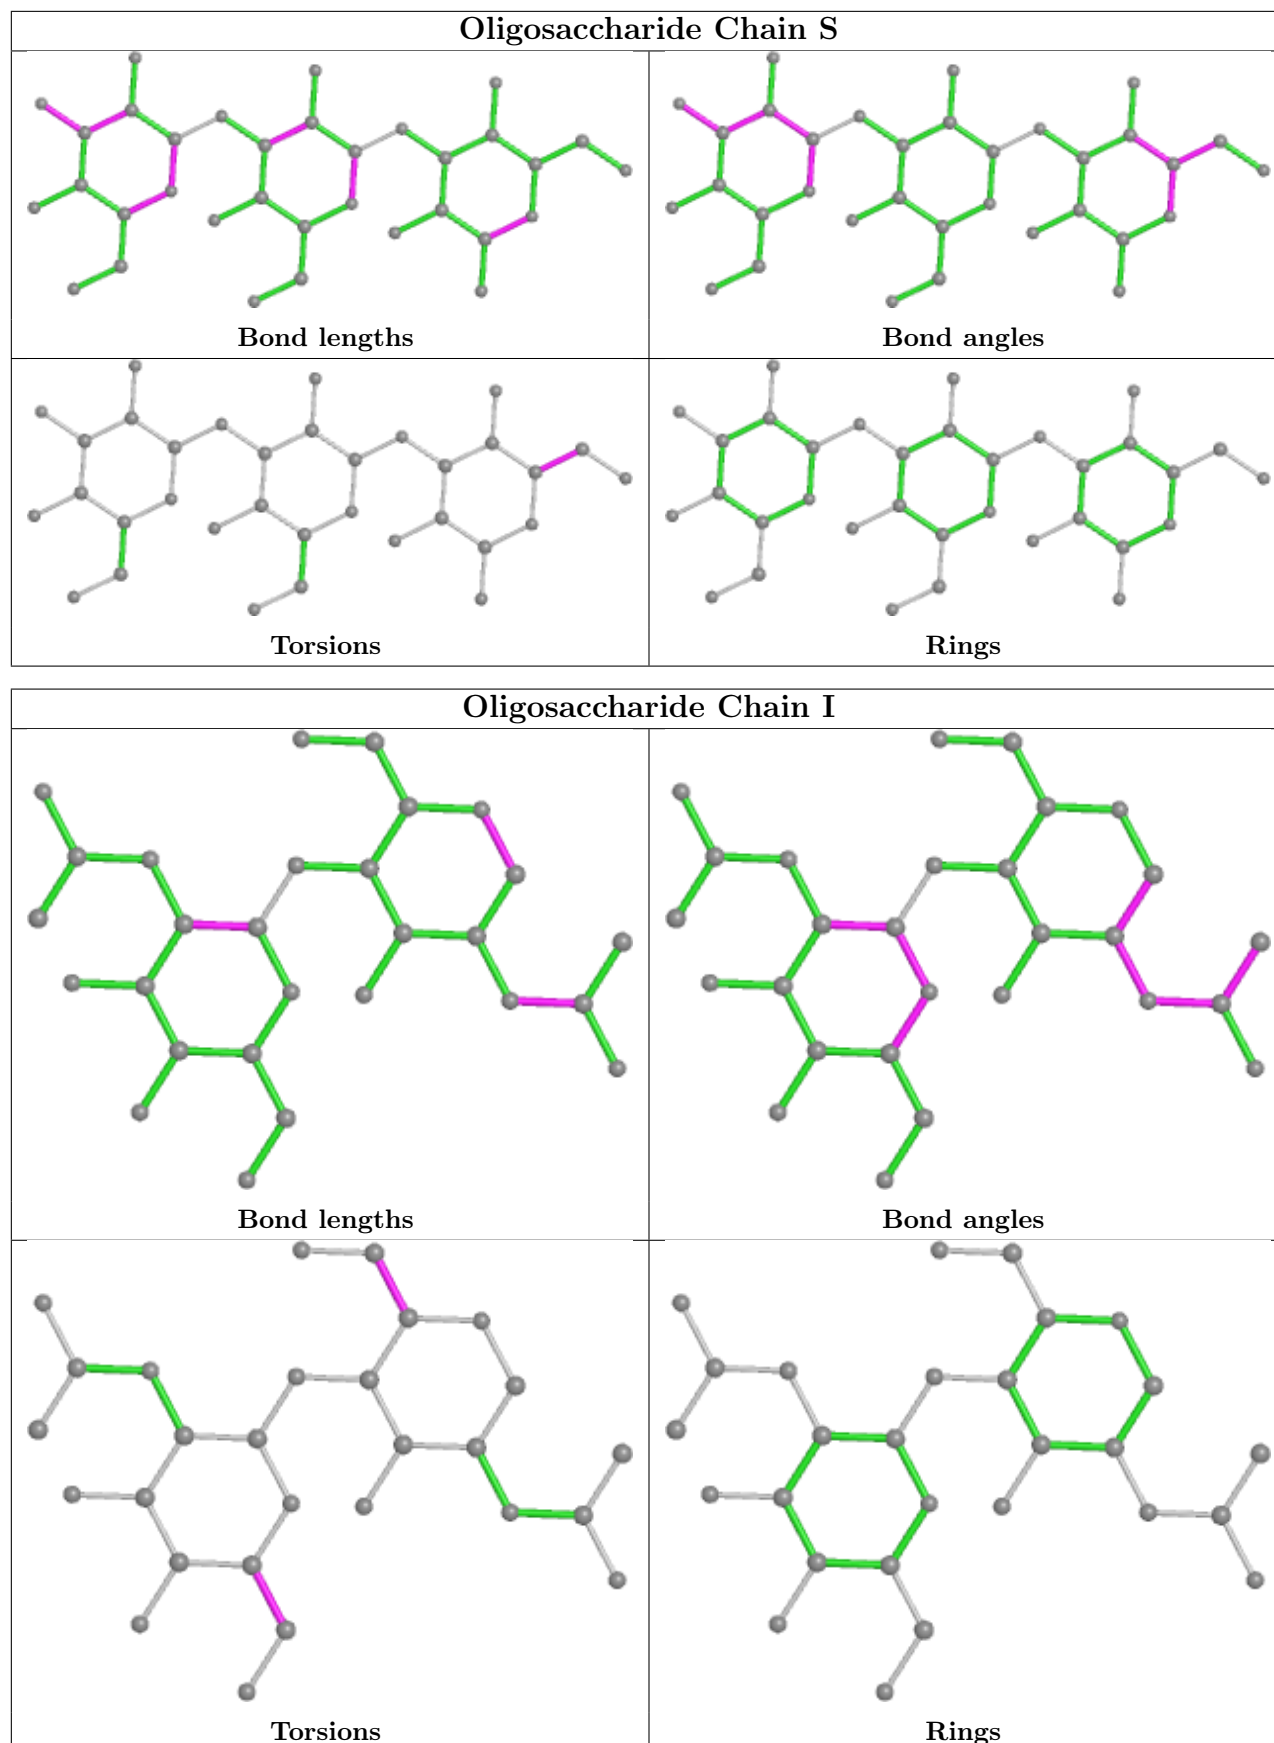 Oligosaccharide Chain S
Bond lengths
Bond angles
Torsions
Rings
Oligosaccharide Chain I
Bond lengths
Bond angles
Torsions
Rings